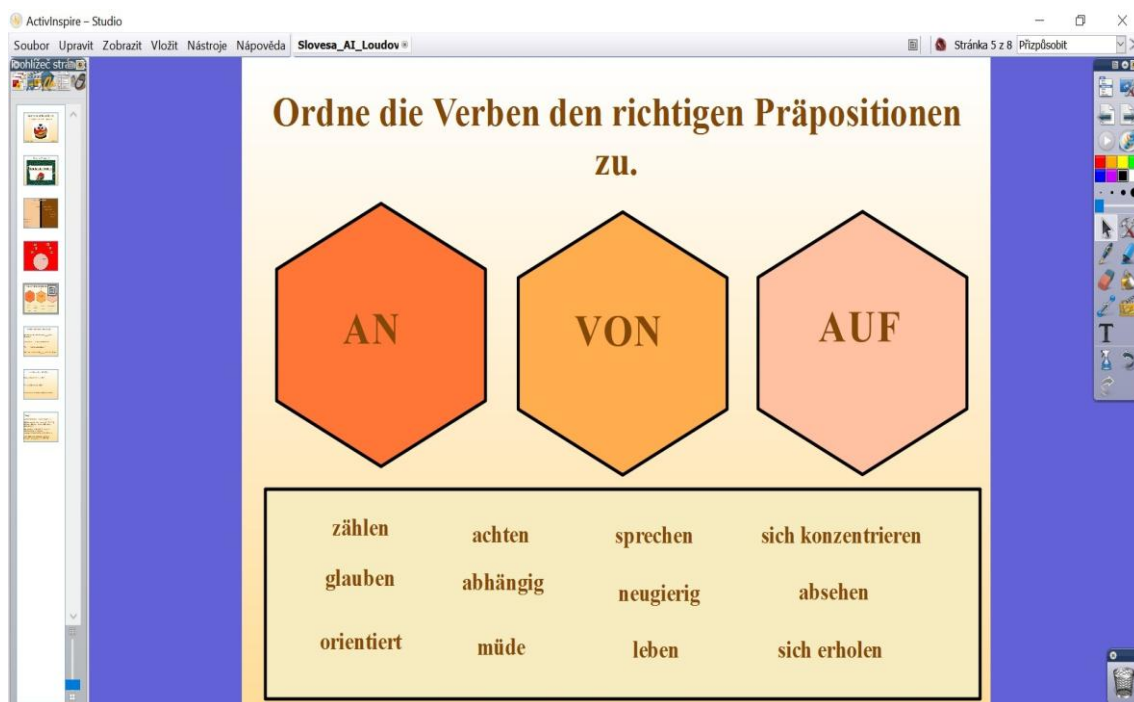 ActivInspire – Studio
Soubor Upravit Zobrazit Vložit Nástroje Nápověda Slovesa_AI_Loudov
Stránka 5 z 8 Přizpůsobit
Ordne die Verben den richtigen Präpositionen
zu.
AN VON AUF
zählen achten sprechen sich konzentrieren
glauben abhängig neugierig absehen
orientiert müde leben sich erholen
T